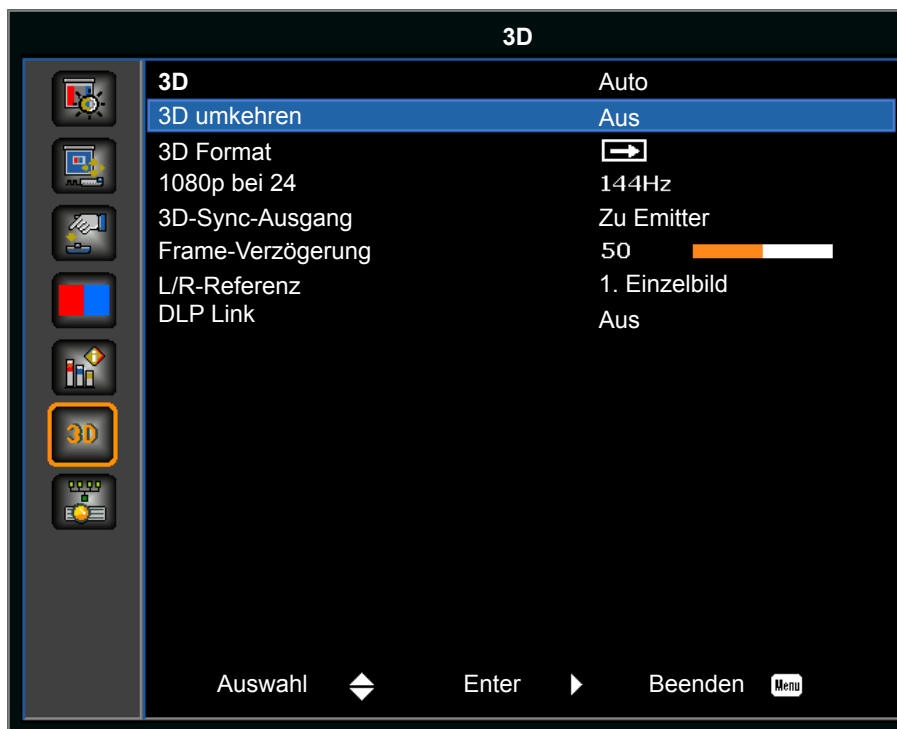 3D
3D Auto
3D umkehren Aus
3D Format
1080p bei 24 144Hz
3D-Sync-Ausgang Zu Emitter
Frame-Verzögerung 50
L/R-Referenz 1. Einzelbild
DLP Link Aus
3D
Auswahl Enter Beenden Menu